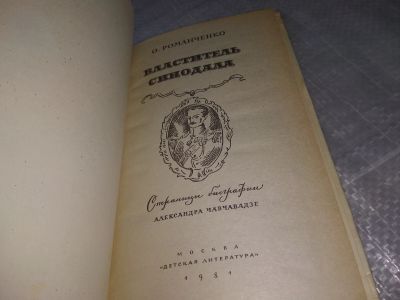 О. РОМАНЧЕНКО
ВЛАСТИТЕЛЬ
СИНОДАЛА
Страницы биографии
АЛЕКСАНДРА ЧАВЧАВАДЗЕ
МОСКВА
"ДЕТСКАЯ ЛИТЕРАТУРА"
1981